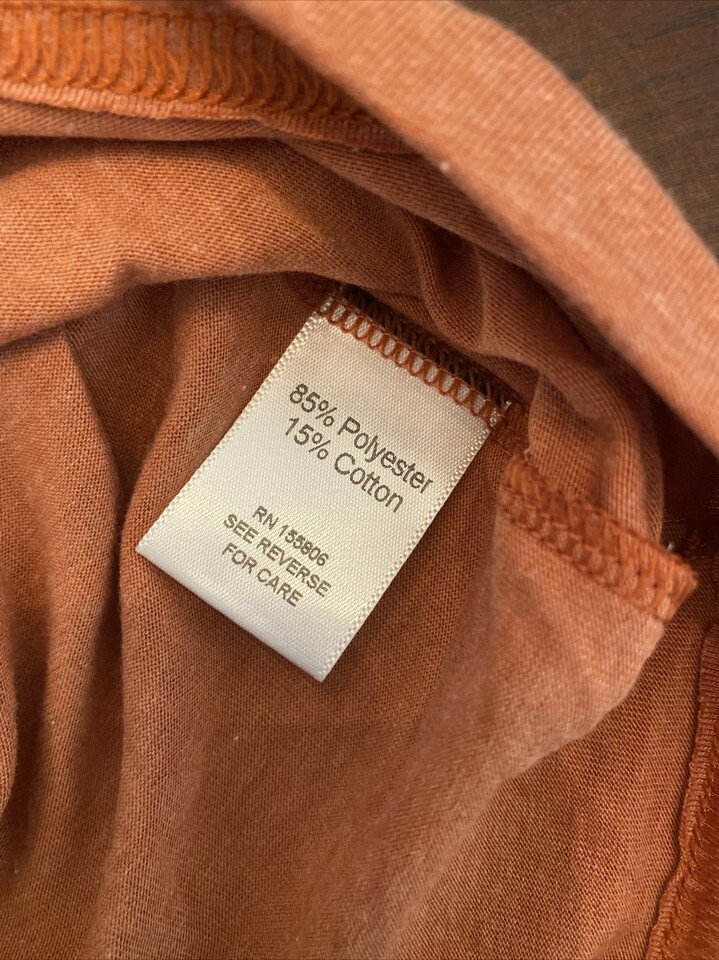 85% Polyester
15% Cotton
RN 155806
SEE REVERSE
FOR CARE